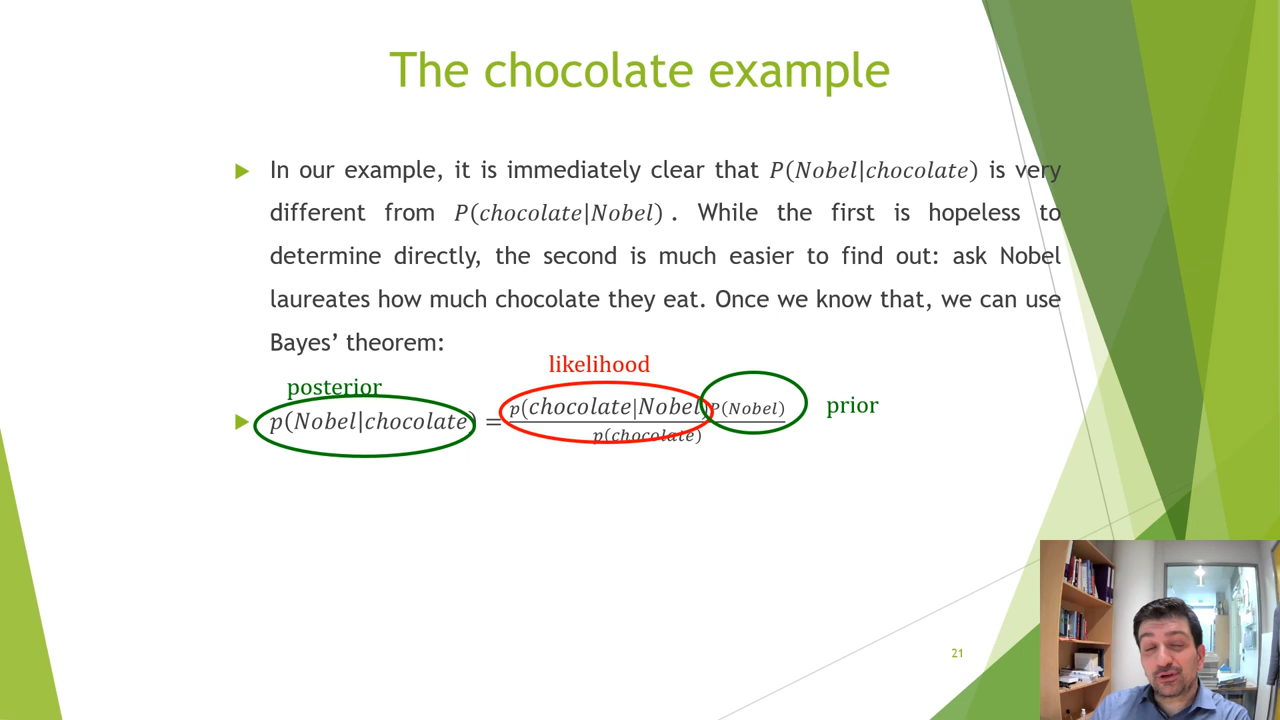 The chocolate example
In our example, it is immediately clear that P(Nobel|chocolate) is very
different from P(chocolate|Nobel) . While the first is hopeless to
determine directly, the second is much easier to find out: ask Nobel
laureates how much chocolate they eat. Once we know that, we can use
Bayes’ theorem:
likelihood
posterior
p(Nobel|chocolate) = p(chocolate|Nobel)P(Nobel)
p(chocolate)
prior
21